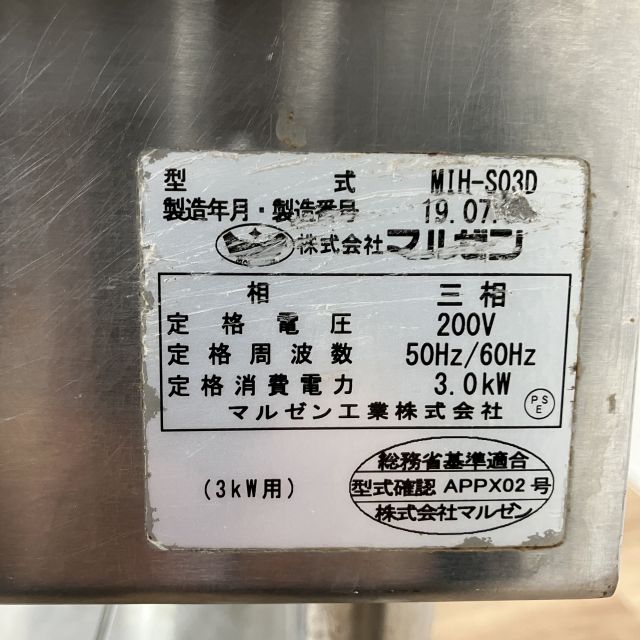 型式 MIH-S03D
製造年月・製造番号 19.07.
株式会社 マルゼン
相 三相
定格電圧 200V
定格周波数 50Hz/60Hz
定格消費電力 3.0kW
マルゼン工業株式会社 PSE
(3kW用)
総務省基準適合
型式確認 APPX02号
株式会社マルゼン